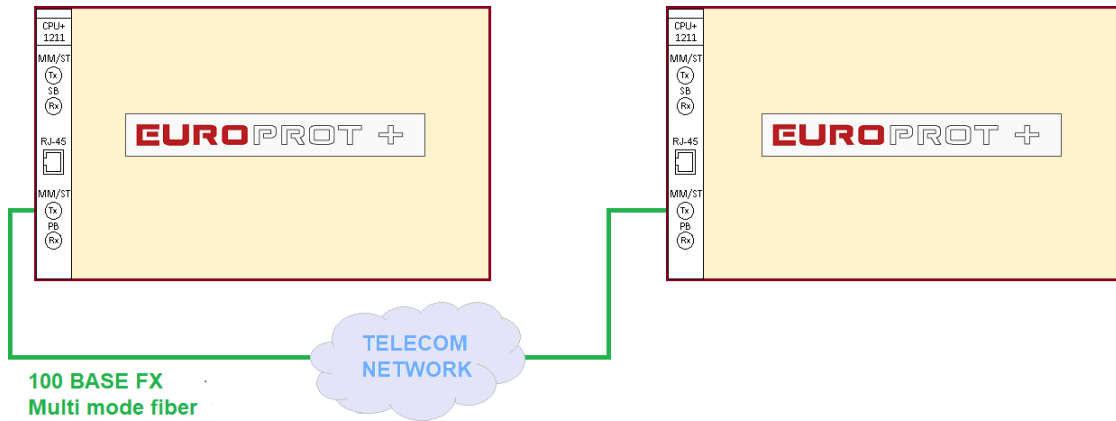 CPU+
1211
MM/ST
Tx
SB
Rx
RJ-45
MM/ST
Tx
PB
Rx
EUROPROT +
CPU+
1211
MM/ST
Tx
SB
Rx
RJ-45
MM/ST
Tx
PB
Rx
EUROPROT +
TELECOM
NETWORK
100 BASE FX
Multi mode fiber